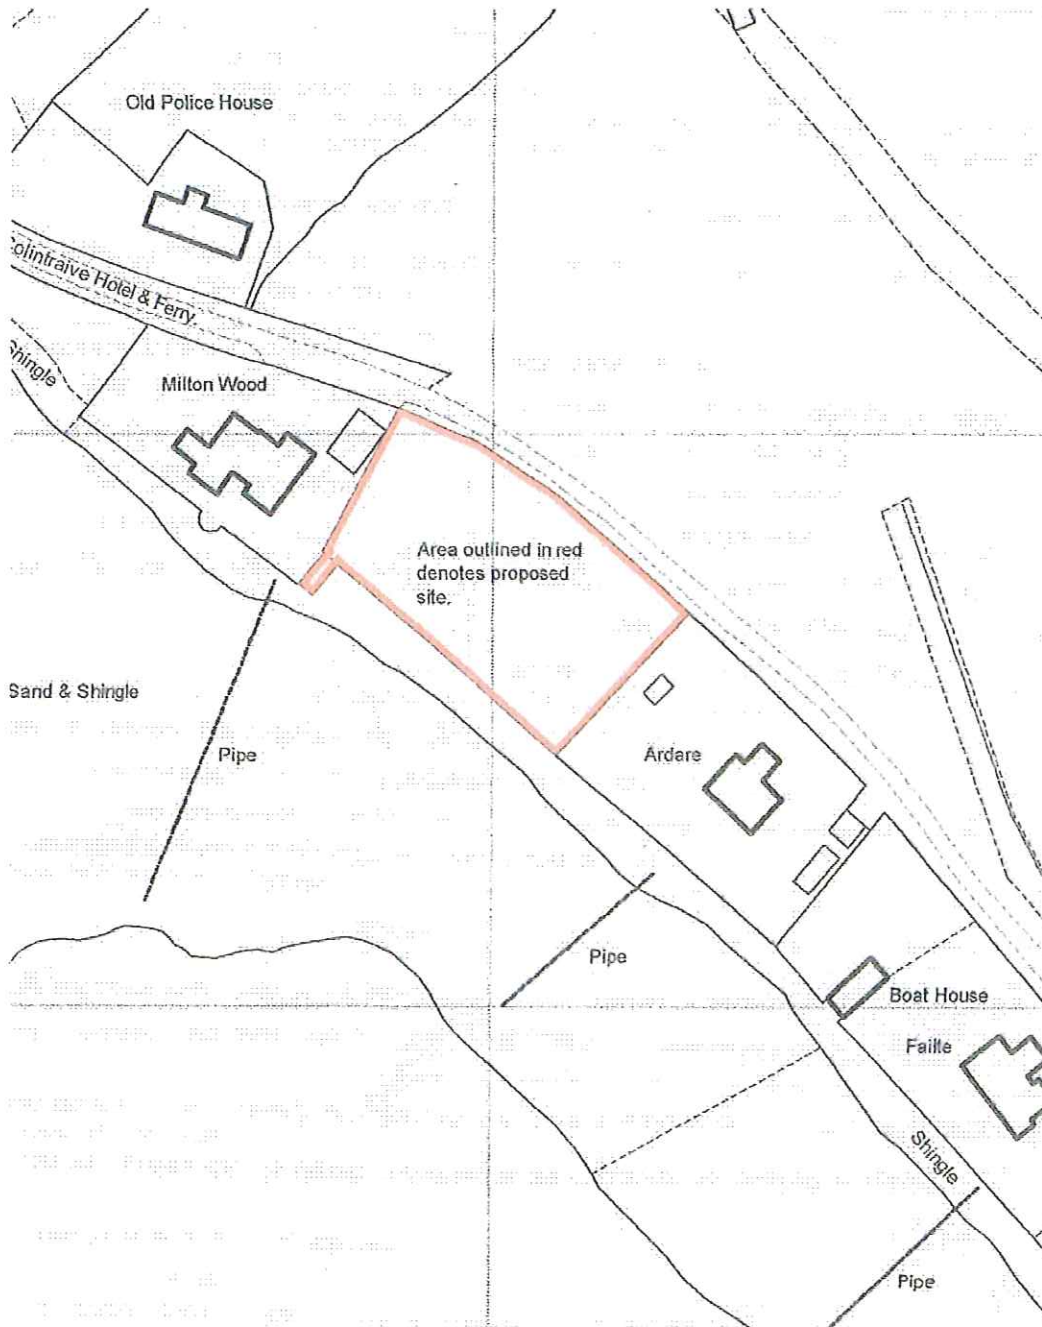 Old Police House
Colintraive Hotel & Ferry
Shingle
Milton Wood
Area outlined in red
denotes proposed
site.
Sand & Shingle
Pipe
Ardare
Pipe
Boat House
Failte
Shingle
Pipe